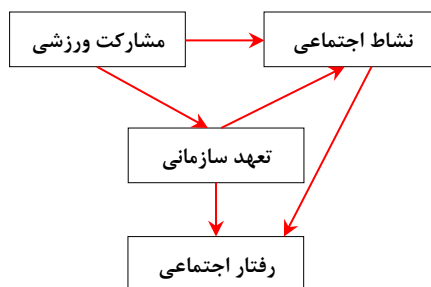 مشارکت ورزشی
نشاط اجتماعی
تعهد سازمانی
رفتار اجتماعی